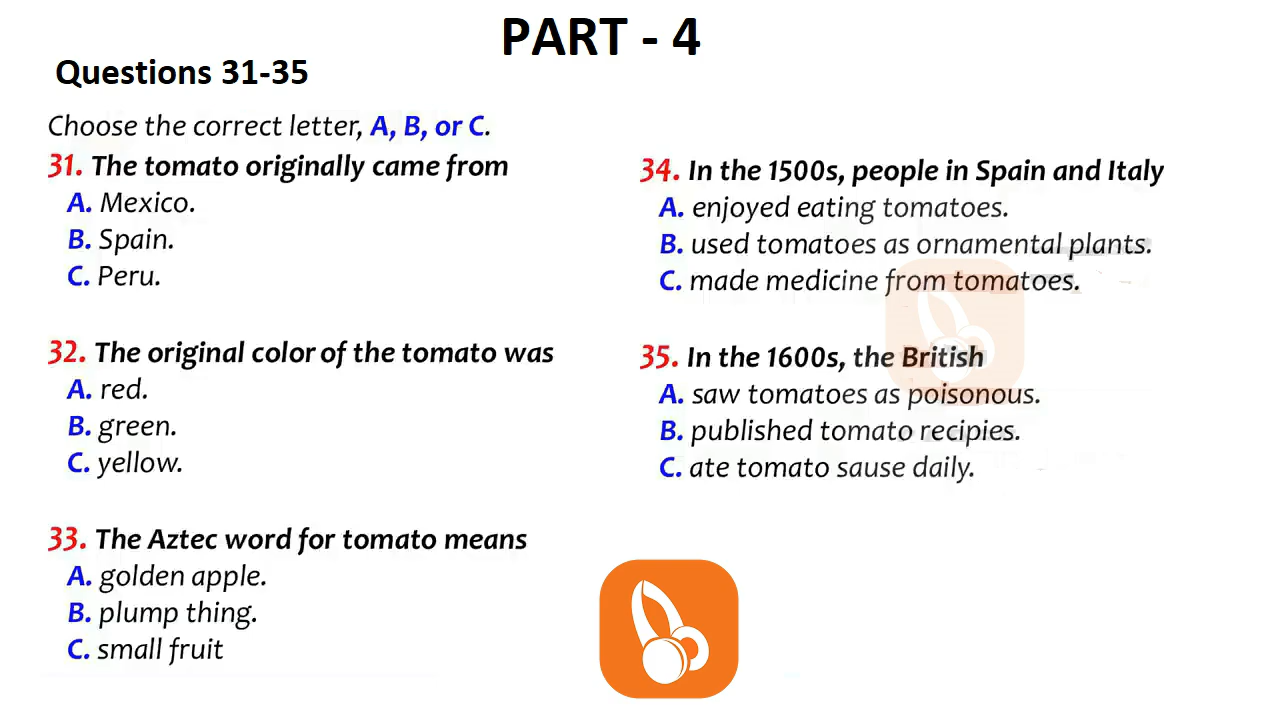 PART - 4
Questions 31-35
Choose the correct letter, A, B, or C.
31. The tomato originally came from
A. Mexico.
B. Spain.
C. Peru.
32. The original color of the tomato was
A. red.
B. green.
C. yellow.
33. The Aztec word for tomato means
A. golden apple.
B. plump thing.
C. small fruit
34. In the 1500s, people in Spain and Italy
A. enjoyed eating tomatoes.
B. used tomatoes as ornamental plants.
C. made medicine from tomatoes.
35. In the 1600s, the British
A. saw tomatoes as poisonous.
B. published tomato recipies.
C. ate tomato sause daily.